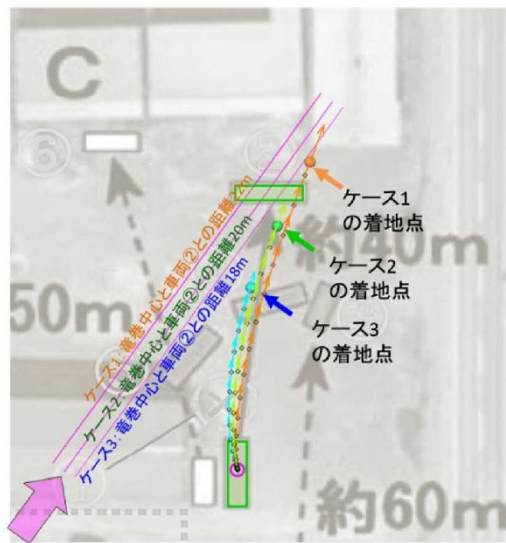 C
⑥
ケース1：竜巻中心と車両②との距離22m
ケース2：竜巻中心と車両②との距離20m
ケース3：竜巻中心と車両②との距離18m
ケース1
の着地点
約40m
ケース2
の着地点
50m
ケース3
の着地点
約60m